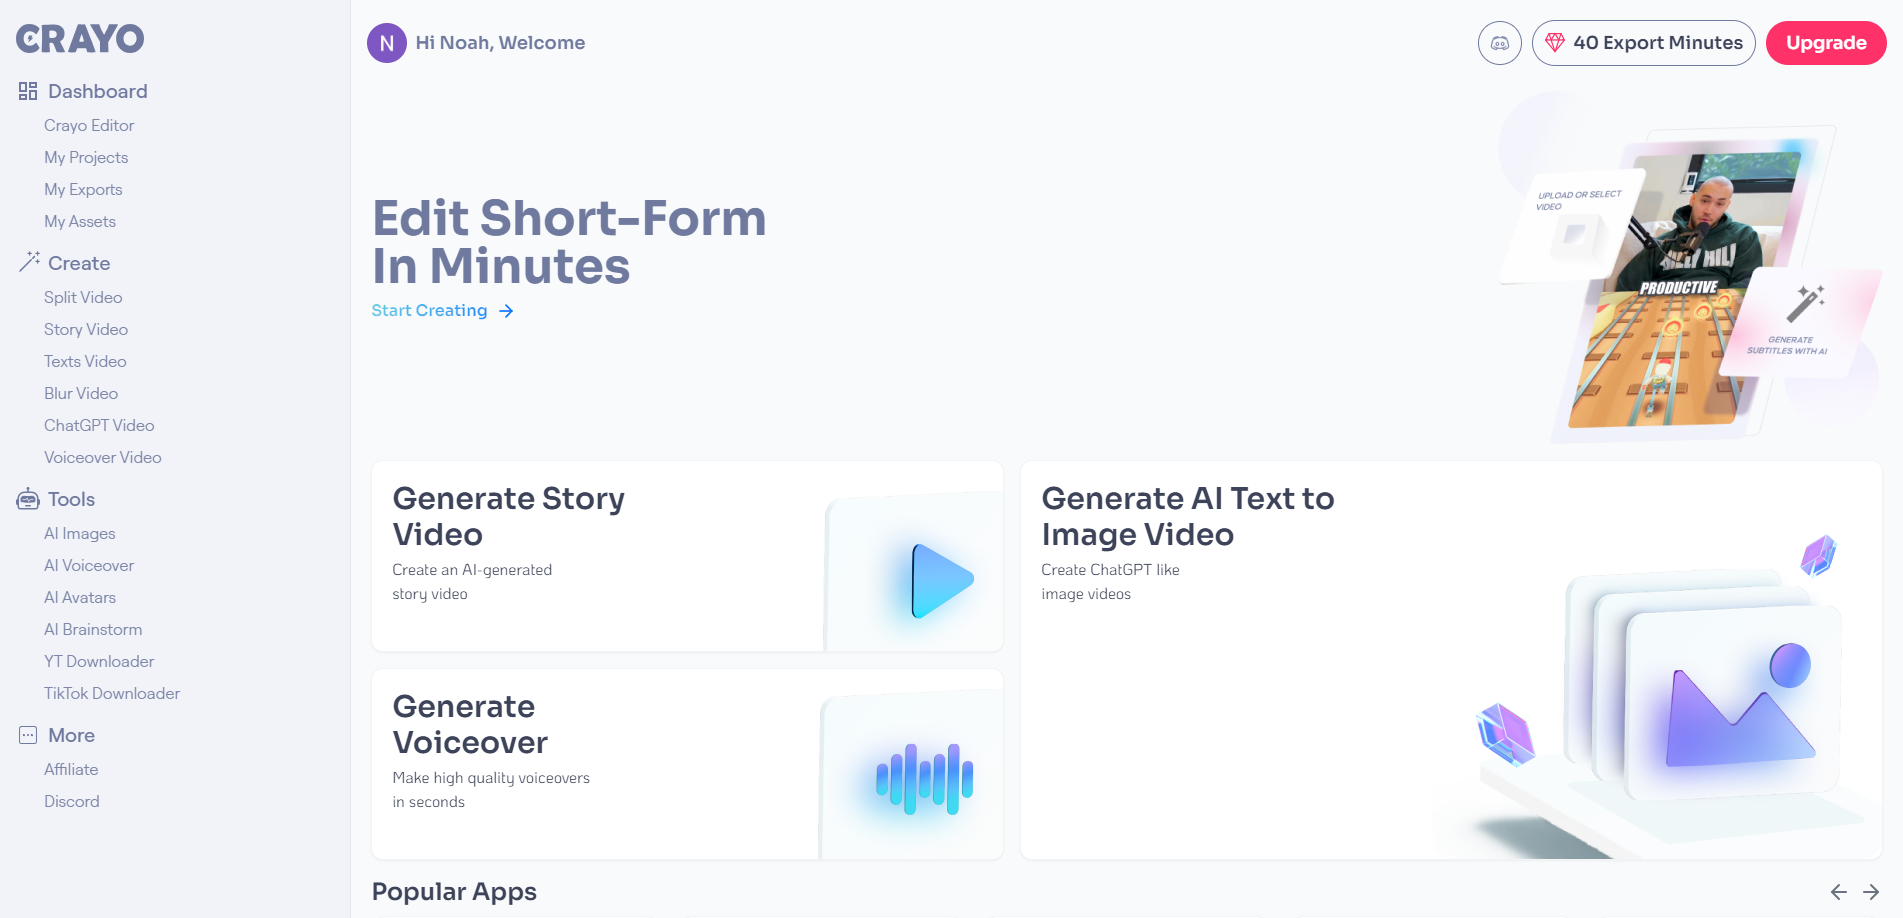 CRAYO
Dashboard
Crayo Editor
My Projects
My Exports
My Assets
Create
Split Video
Story Video
Texts Video
Blur Video
ChatGPT Video
Voiceover Video
Tools
AI Images
AI Voiceover
AI Avatars
AI Brainstorm
YT Downloader
TikTok Downloader
More
Affiliate
Discord
N
Hi Noah, Welcome
40 Export Minutes
Upgrade
Edit Short-Form
In Minutes
Start Creating
UPLOAD OR SELECT
VIDEO
PRODUCTIVE
GENERATE
SUBTITLES WITH AI
Generate Story
Video
Create an AI-generated
story video
Generate
Voiceover
Make high quality voiceovers
in seconds
Generate AI Text to
Image Video
Create ChatGPT like
image videos
Popular Apps